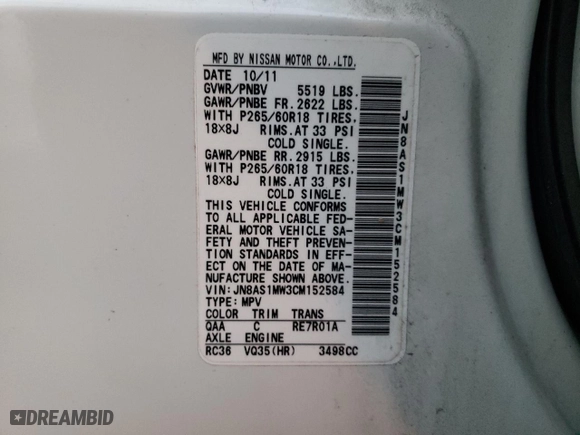 MFD BY NISSAN MOTOR CO.,LTD.
DATE 10/11
GVWR/PNBV 5519 LBS.
GAWR/PNBE FR. 2622 LBS.
WITH P265/60R18 TIRES,
18X8J RIMS.AT 33 PSI
COLD SINGLE.
GAWR/PNBE RR. 2915 LBS.
WITH P265/60R18 TIRES,
18X8J RIMS.AT 33 PSI
COLD SINGLE.
THIS VEHICLE CONFORMS
TO ALL APPLICABLE FED-
ERAL MOTOR VEHICLE SA-
FETY AND THEFT PREVEN-
TION STANDARDS IN EFF-
ECT ON THE DATE OF MA-
NUFACTURE SHOWN ABOVE.
VIN: JN8AS1MW3CM152584
TYPE: MPV
COLOR TRIM TRANS
QAA C RE7R01A
AXLE ENGINE
RC36 VQ35(HR) 3498CC
JN8AS1MW3CM152584
DREAMBID